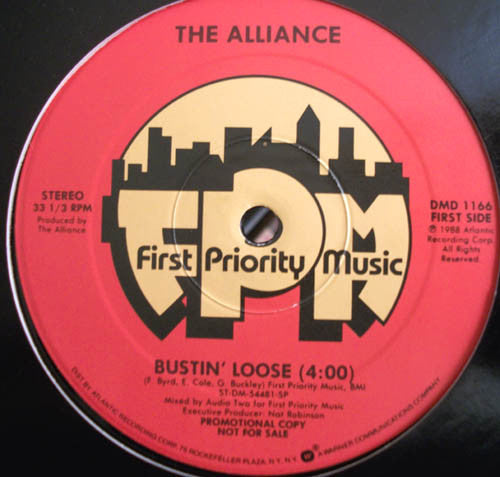 THE ALLIANCE
STEREO
33 1/3 RPM
Produced by
The Alliance
DMD 1166
FIRST SIDE
℗ 1988 Atlantic
Recording Corp.
All Rights
Reserved.
FPM
First Priority Music
BUSTIN' LOOSE (4:00)
(F. Byrd, E. Cole, G. Buckley) First Priority Music, BMI
ST-DM-54481-SP
Mixed by Audio Two for First Priority Music
Executive Producer: Nat Robinson
PROMOTIONAL COPY
NOT FOR SALE
DIST. BY ATLANTIC RECORDING CORP. 75 ROCKEFELLER PLAZA, N.Y. N.Y. A WARNER COMMUNICATIONS COMPANY